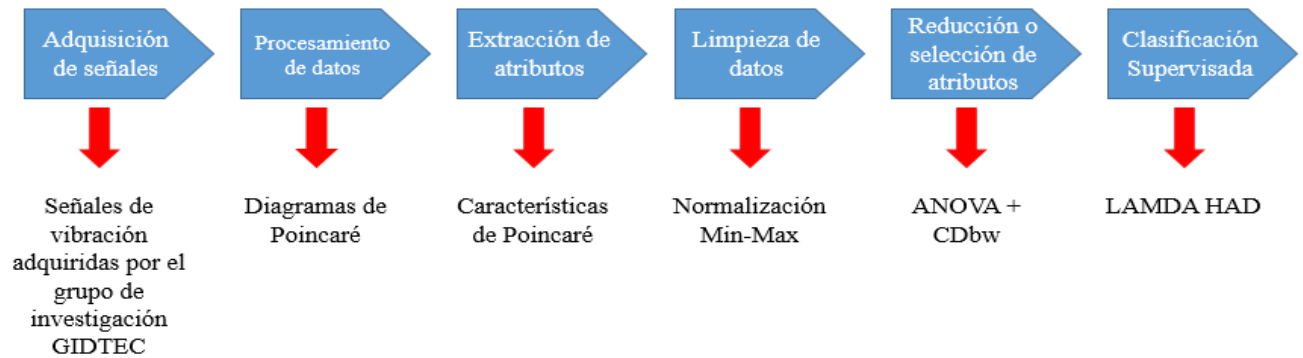 Adquisición
de señales
Procesamiento
de datos
Extracción de
atributos
Limpieza de
datos
Reducción o
selección de
atributos
Clasificación
Supervisada
Señales de
vibración
adquiridas por el
grupo de
investigación
GIDTEC
Diagramas de
Poincaré
Características
de Poincaré
Normalización
Min-Max
ANOVA +
CDbw
LAMDA HAD